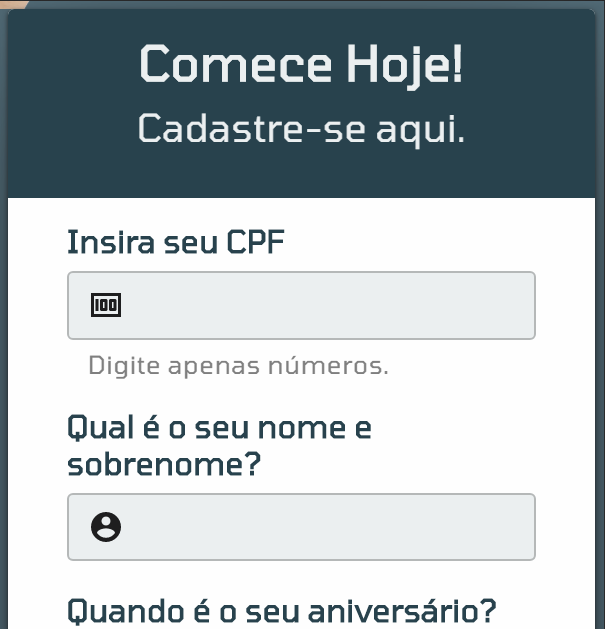 Comece Hoje!
Cadastre-se aqui.
Insira seu CPF
100
Digite apenas números.
Qual é o seu nome e
sobrenome?
Quando é o seu aniversário?